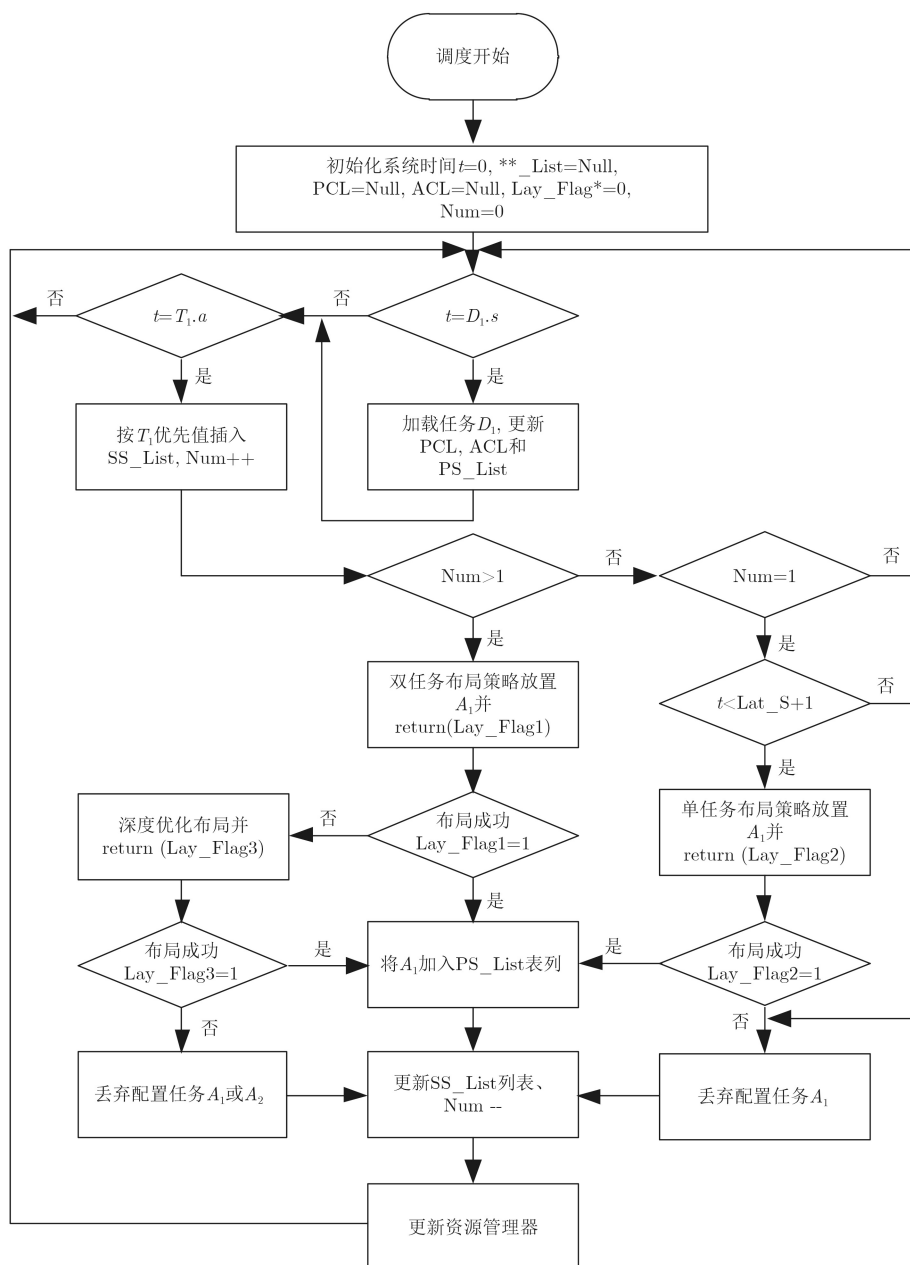 调度开始
初始化系统时间t=0, **_List=Null,
PCL=Null, ACL=Null, Lay_Flag*=0,
Num=0
否
t=T₁.a
否
t=D₁.s
是
是
按T₁优先值插入
SS_List, Num++
加载任务D₁, 更新
PCL, ACL和
PS_List
Num>1
否
Num=1
否
是
是
双任务布局策略放置
A₁并
return(Lay_Flag1)
t<Lat_S+1
否
是
深度优化布局并
return (Lay_Flag3)
否
布局成功
Lay_Flag1=1
单任务布局策略放置
A₁并
return (Lay_Flag2)
是
布局成功
Lay_Flag3=1
是
将A₁加入PS_List表列
是
布局成功
Lay_Flag2=1
否
否
丢弃配置任务A₁或A₂
更新SS_List列表、
Num --
丢弃配置任务A₁
更新资源管理器